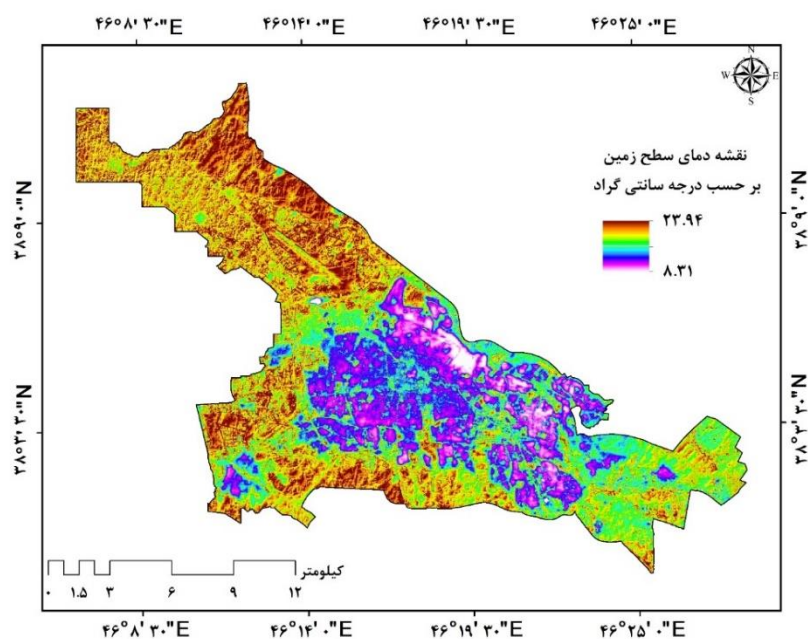 ۴۶°۸'۳۰"E ۴۶°۱۴'۰"E ۴۶°۱۹'۳۰"E ۴۶°۲۵'۰"E
N
W E
S
نقشه دمای سطح زمین
بر حسب درجه سانتی گراد
۲۳.۹۴
۸.۳۱
۳۸°۹'۰"N ۳۸°۹'۰"N
۳۸°۳'۳۰"N ۳۸°۳'۳۰"N
کیلومتر
۰ ۱.۵ ۳ ۶ ۹ ۱۲
۴۶°۸'۳۰"E ۴۶°۱۴'۰"E ۴۶°۱۹'۳۰"E ۴۶°۲۵'۰"E